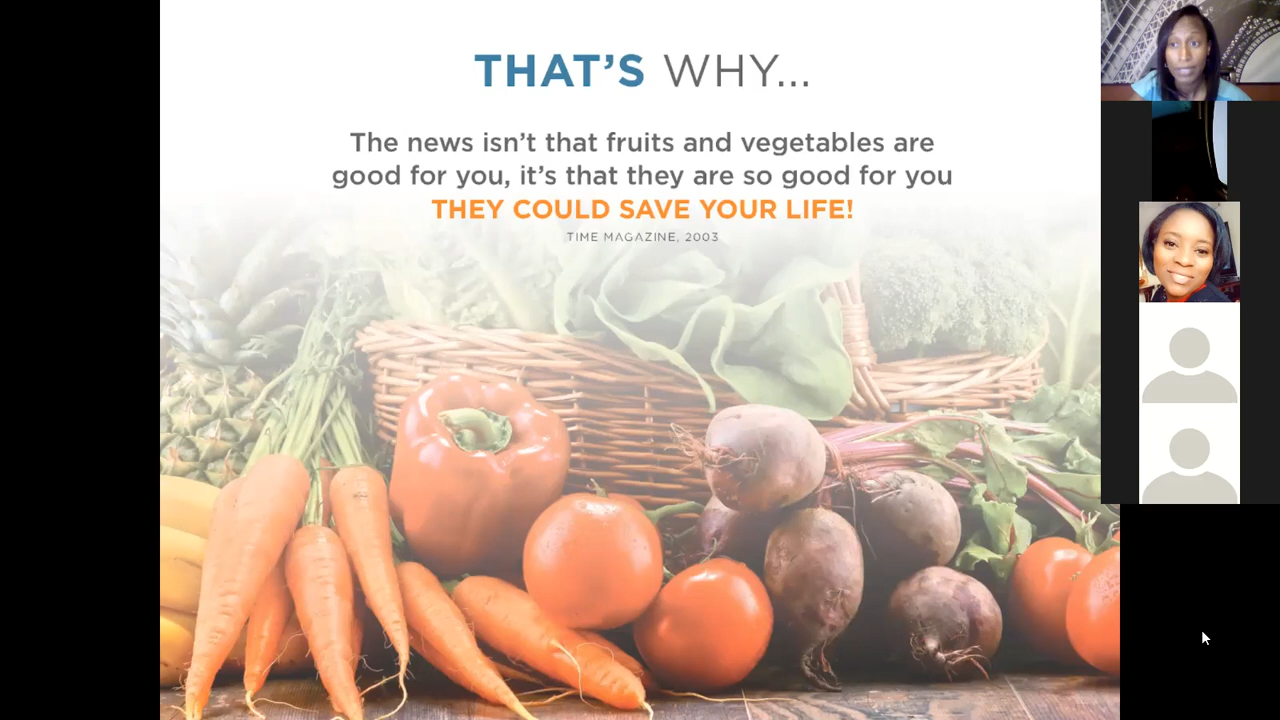 THAT’S WHY...
The news isn’t that fruits and vegetables are
good for you, it’s that they are so good for you
THEY COULD SAVE YOUR LIFE!
TIME MAGAZINE, 2003